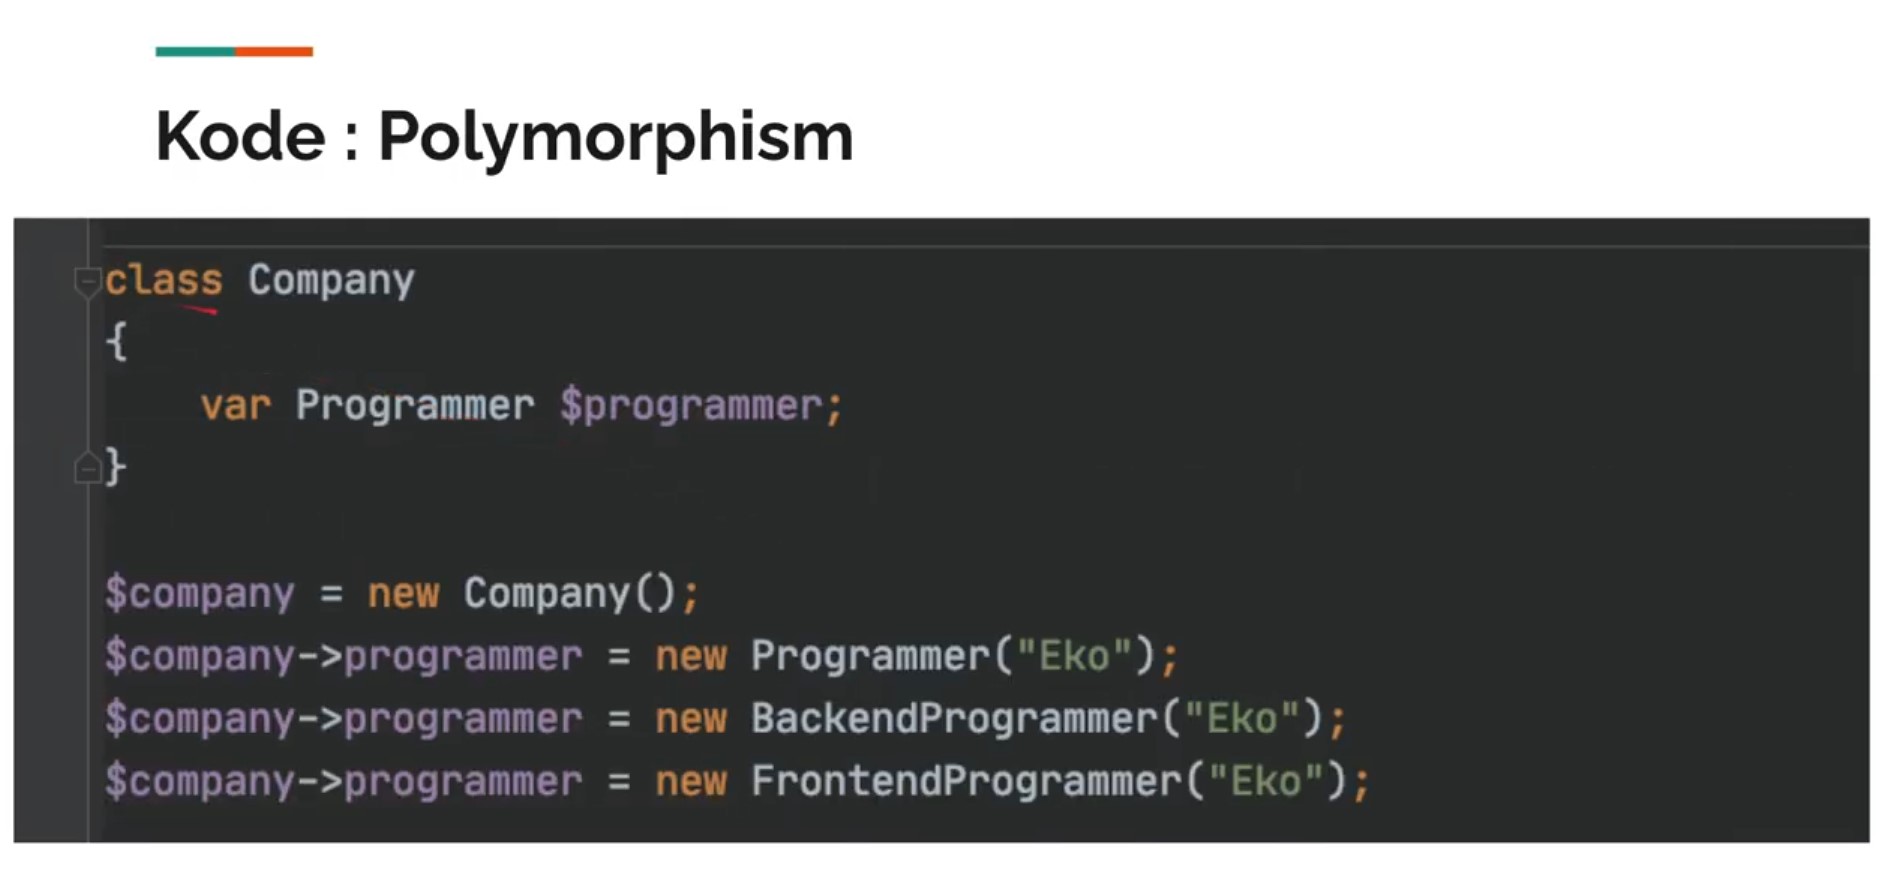 Kode : Polymorphism
class Company
{
    var Programmer $programmer;
}
$company = new Company();
$company->programmer = new Programmer("Eko");
$company->programmer = new BackendProgrammer("Eko");
$company->programmer = new FrontendProgrammer("Eko");